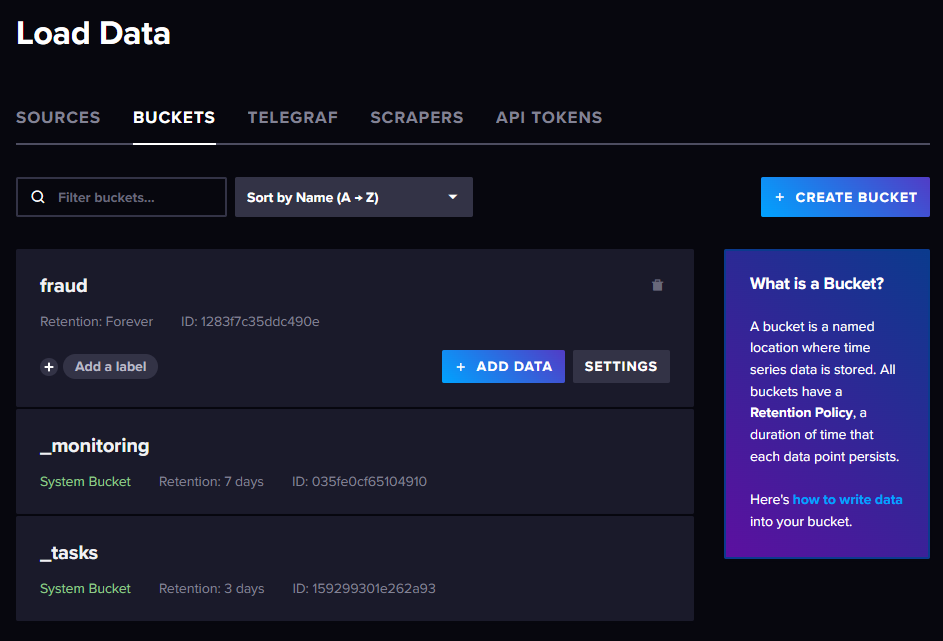 Load Data
SOURCES BUCKETS TELEGRAF SCRAPERS API TOKENS
Filter buckets... Sort by Name (A → Z) + CREATE BUCKET
fraud
Retention: Forever ID: 1283f7c35ddc490e
+ Add a label + ADD DATA SETTINGS
_monitoring
System Bucket Retention: 7 days ID: 035fe0cf65104910
_tasks
System Bucket Retention: 3 days ID: 159299301e262a93
What is a Bucket?
A bucket is a named
location where time
series data is stored. All
buckets have a
Retention Policy, a
duration of time that
each data point persists.
Here's how to write data
into your bucket.